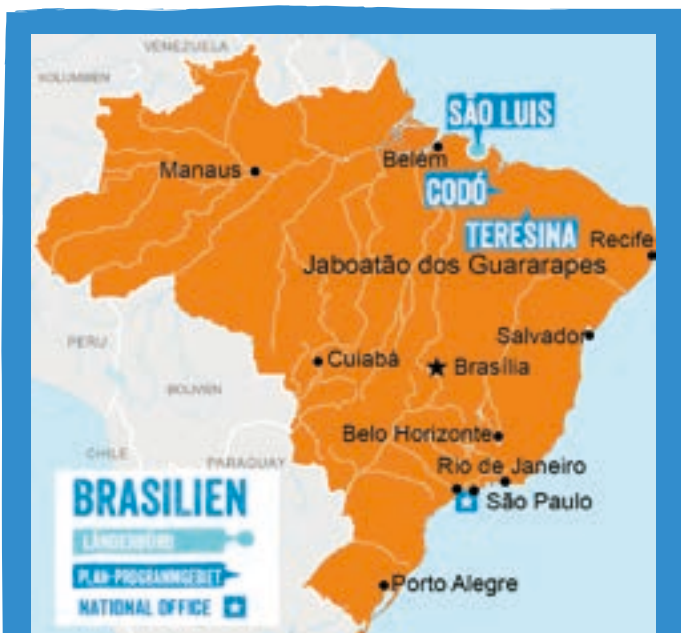 VENEZUELA
KOLUMBIEN
SÃO LUIS
Belém
Manaus
CODÓ
TERESINA
Recife
Jaboatão dos Guararapes
PERU
Salvador
Cuiabá
Brasília
BOLIVIEN
Belo Horizonte
CHILE
PARAGUAY
Rio de Janeiro
São Paulo
BRASILIEN
LÄNDERBÜRO
PLAN-PROGRAMMGEBIET
NATIONAL OFFICE
Porto Alegre